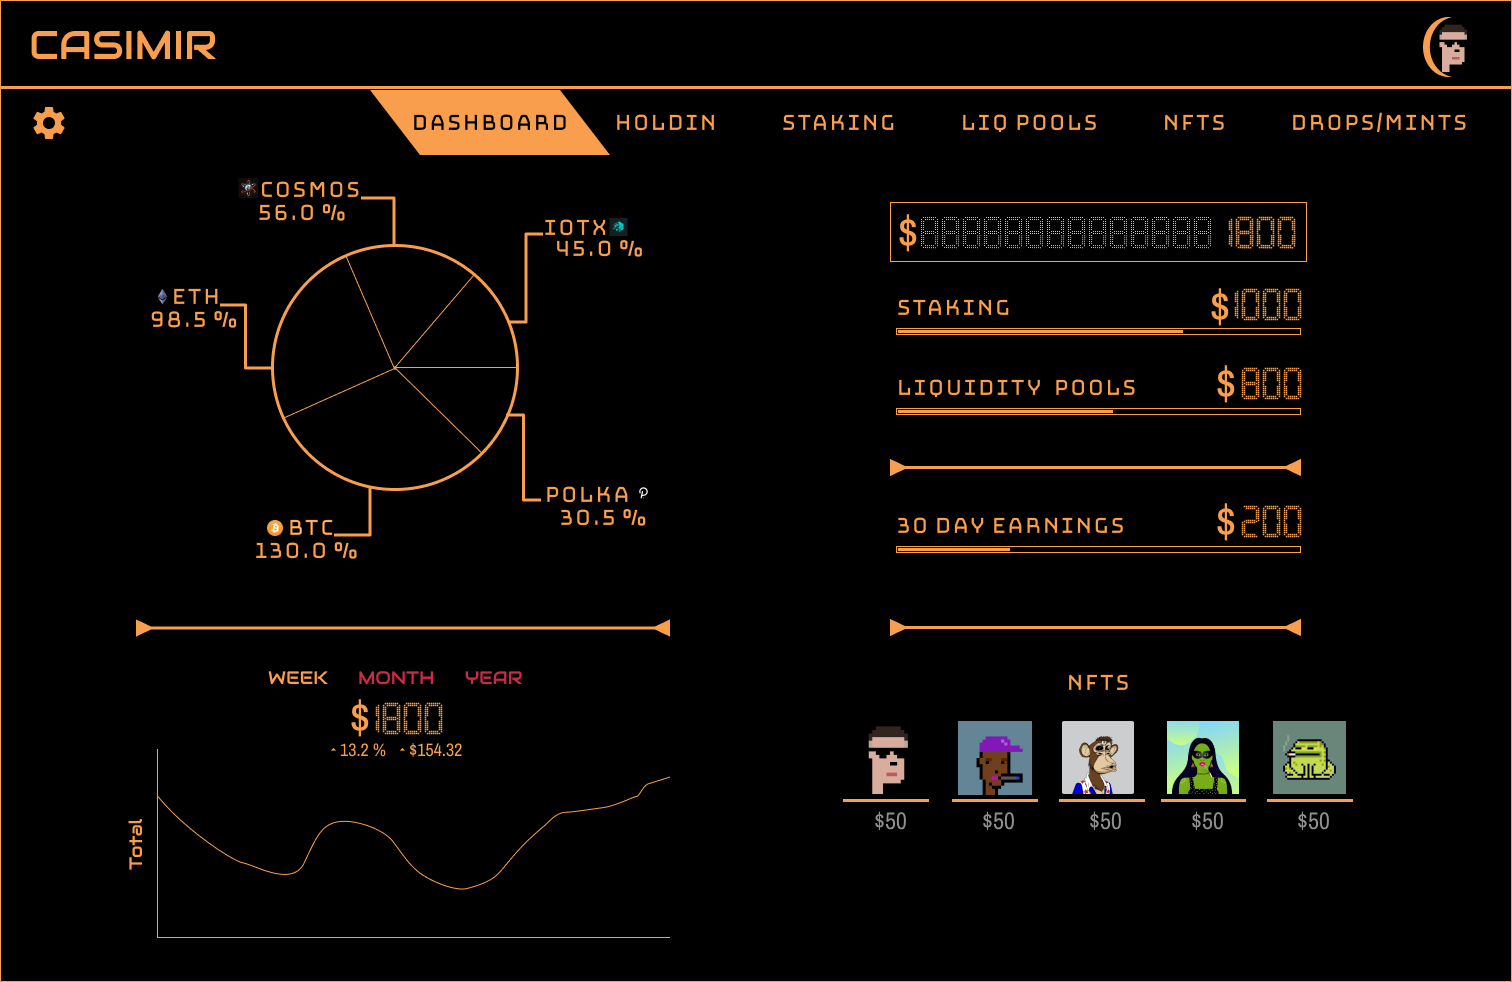 CASIMIR
DASHBOARD
HOLDIN
STAKING
LIQ POOLS
NFTS
DROPS/MINTS
COSMOS
56.0 %
IOTX
45.0 %
ETH
98.5 %
POLKA
30.5 %
BTC
130.0 %
$ 1800
STAKING
$1000
LIQUIDITY POOLS
$800
30 DAY EARNINGS
$200
WEEK MONTH YEAR
$1800
13.2 % $154.32
Total
NFTS
$50
$50
$50
$50
$50